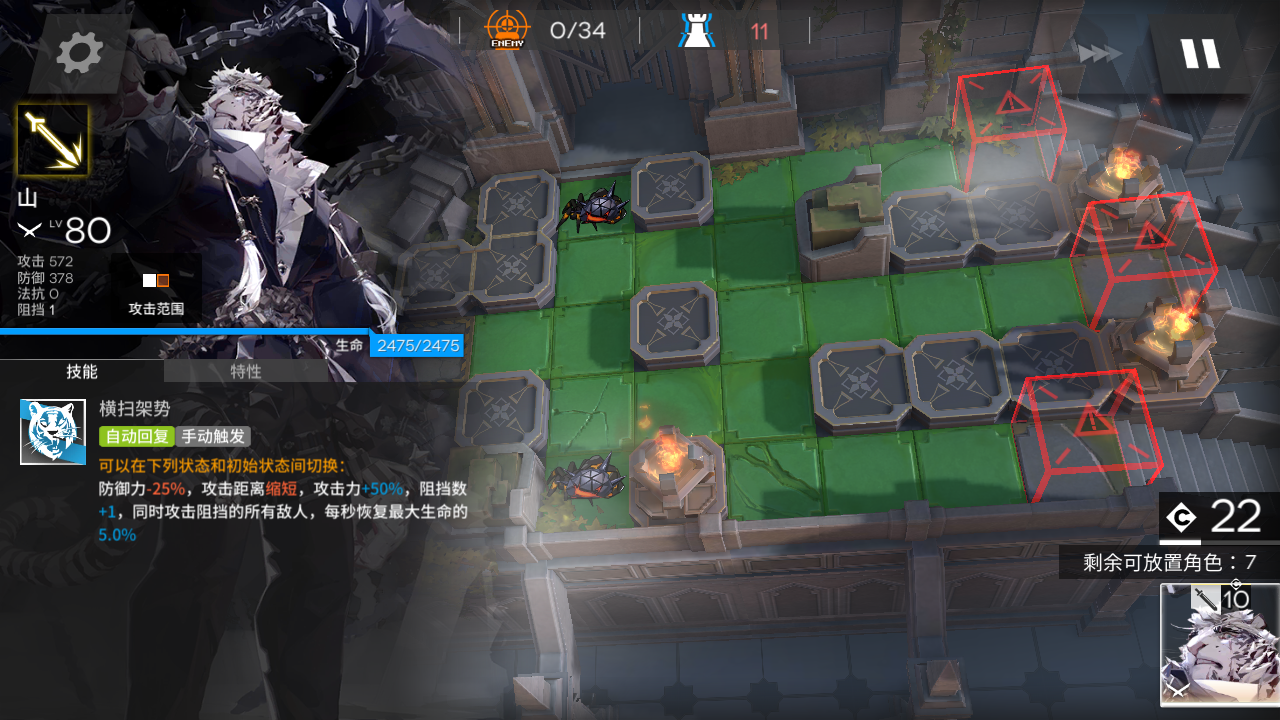 ENEMY
0/34
11
山
LV 80
攻击 572
防御 378
法抗 0
阻挡 1
攻击范围
生命 2475/2475
技能
特性
横扫架势
自动回复 手动触发
可以在下列状态和初始状态间切换：
防御力-25%，攻击距离缩短，攻击力+50%，阻挡数
+1，同时攻击阻挡的所有敌人，每秒恢复最大生命的
5.0%
C 22
剩余可放置角色：7
10